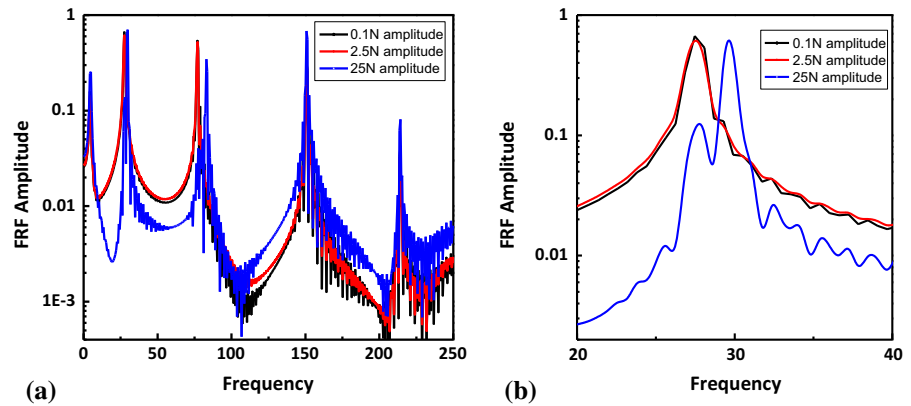 1
0.1
0.01
1E-3
FRF Amplitude
0.1N amplitude
2.5N amplitude
25N amplitude
0 50 100 150 200 250
Frequency
(a)
1
0.1
0.01
FRF Amplitude
0.1N amplitude
2.5N amplitude
25N amplitude
20 30 40
Frequency
(b)